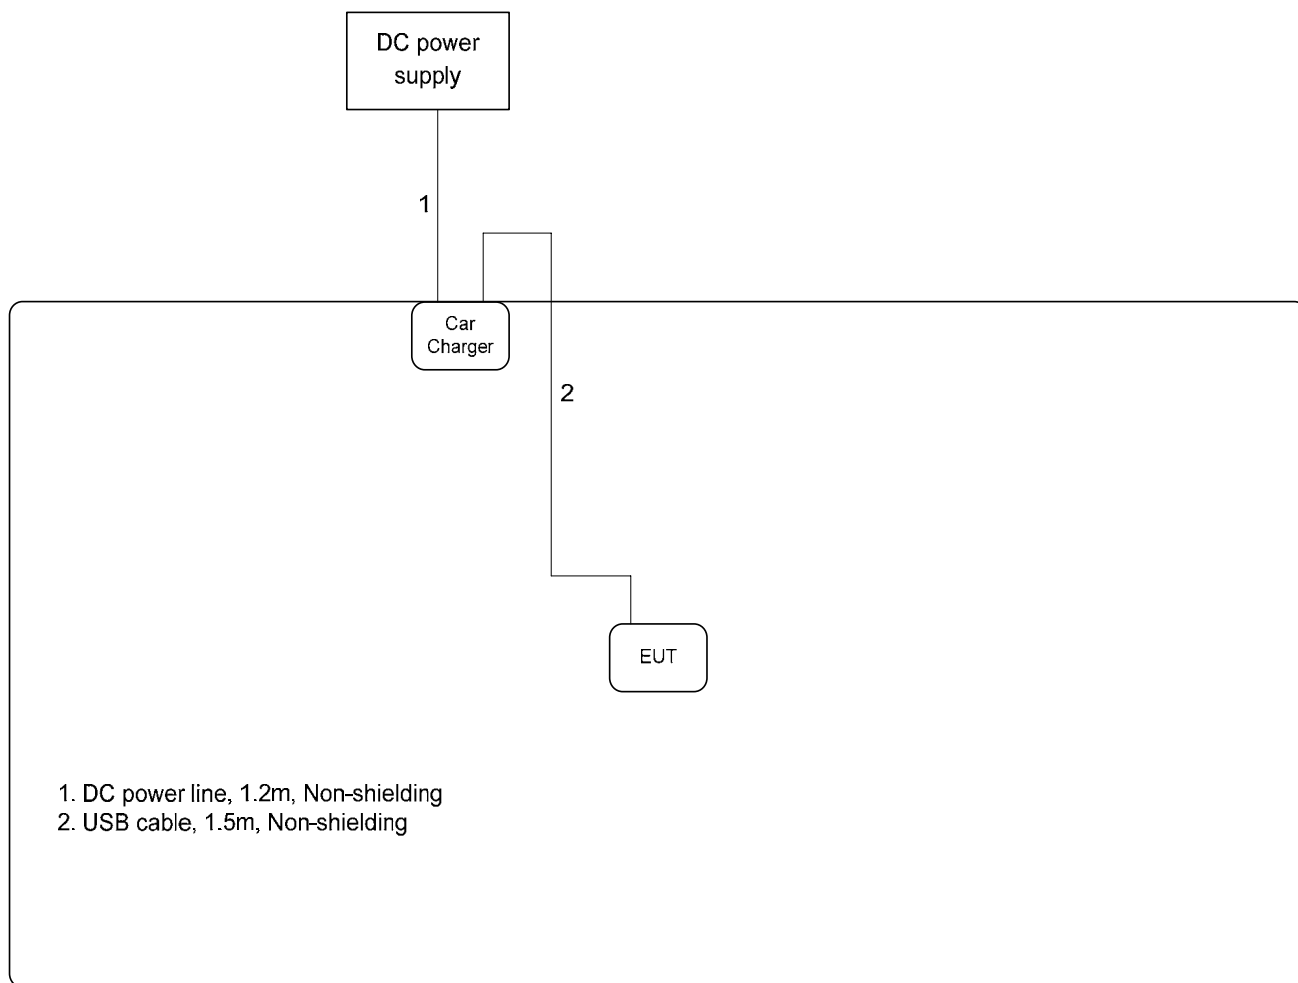 DC power
supply
1
Car
Charger
2
EUT
1. DC power line, 1.2m, Non-shielding
2. USB cable, 1.5m, Non-shielding